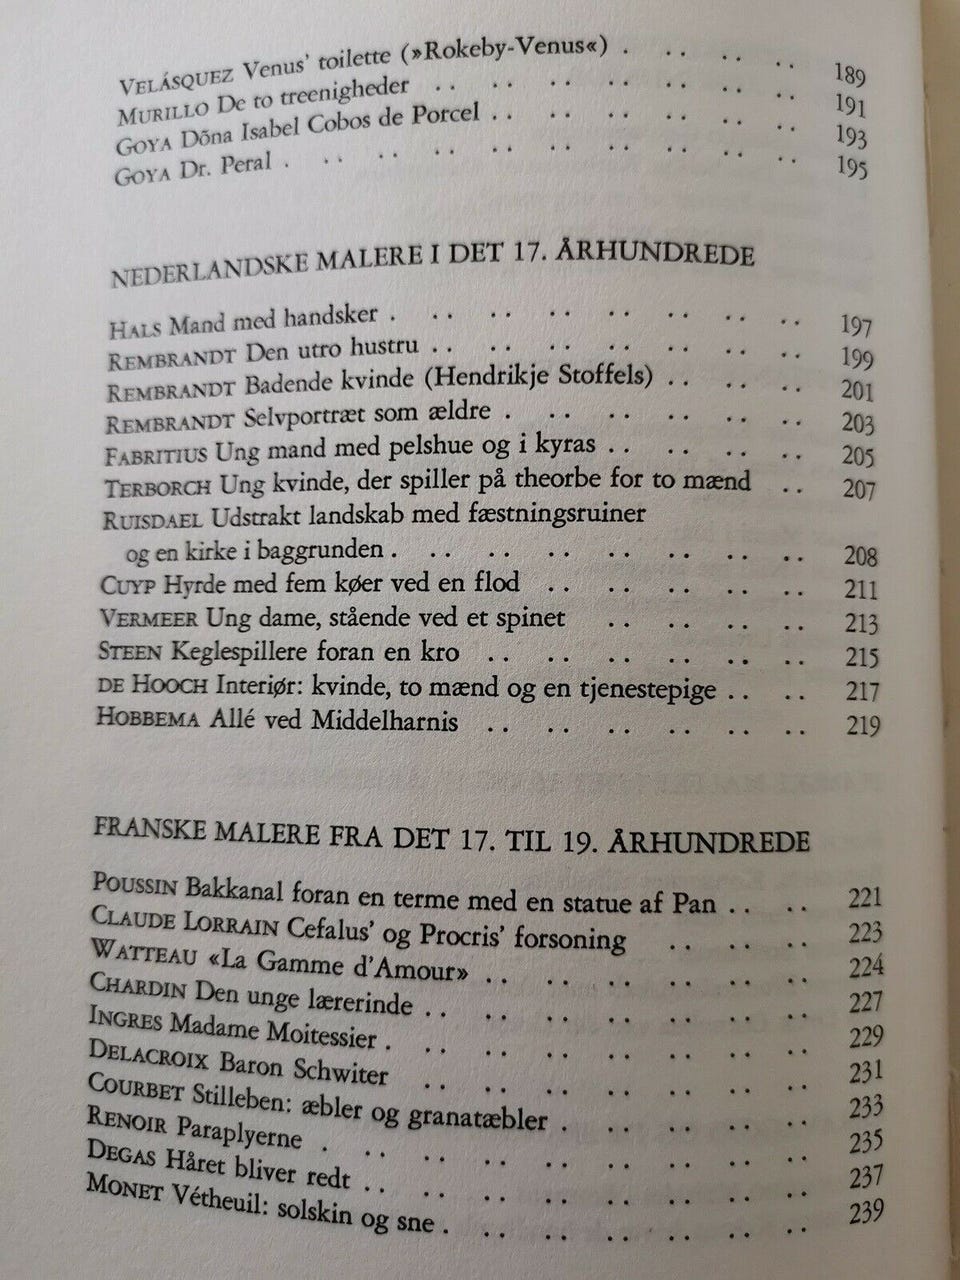 VELÁSQUEZ Venus' toilette (»Rokeby-Venus«) . .. .. .. 189
MURILLO De to treenigheder .. .. .. .. .. .. .. 191
GOYA Dõna Isabel Cobos de Porcel .. .. .. .. .. .. 193
GOYA Dr. Peral . .. .. .. .. .. .. .. .. .. 195
NEDERLANDSKE MALERE I DET 17. ÅRHUNDREDE
HALS Mand med handsker . .. .. .. .. .. .. .. 197
REMBRANDT Den utro hustru .. .. .. .. .. .. .. 199
REMBRANDT Badende kvinde (Hendrikje Stoffels) .. .. .. 201
REMBRANDT Selvportræt som ældre . .. .. .. .. .. 203
FABRITIUS Ung mand med pelshue og i kyras .. .. .. .. 205
TERBORCH Ung kvinde, der spiller på theorbe for to mænd .. 207
RUISDAEL Udstrakt landskab med fæstningsruiner
og en kirke i baggrunden . .. .. .. .. .. .. .. 208
CUYP Hyrde med fem køer ved en flod .. .. .. .. .. 211
VERMEER Ung dame, stående ved et spinet .. .. .. .. 213
STEEN Keglespillere foran en kro .. .. .. .. .. .. 215
DE HOOCH Interiør: kvinde, to mænd og en tjenestepige .. .. 217
HOBBEMA Allé ved Middelharnis .. .. .. .. .. .. 219
FRANSKE MALERE FRA DET 17. TIL 19. ÅRHUNDREDE
POUSSIN Bakkanal foran en terme med en statue af Pan .. .. 221
CLAUDE LORRAIN Cefalus' og Procris' forsoning .. .. .. 223
WATTEAU «La Gamme d'Amour» .. .. .. .. .. .. 224
CHARDIN Den unge lærerinde .. .. .. .. .. .. .. 227
INGRES Madame Moitessier . .. .. .. .. .. .. .. 229
DELACROIX Baron Schwiter .. .. .. .. .. .. .. 231
COURBET Stilleben: æbler og granatæbler . .. .. .. .. 233
RENOIR Paraplyerne . .. .. .. .. .. .. .. .. 235
DEGAS Håret bliver redt .. .. .. .. .. .. .. .. 237
MONET Vétheuil: solskin og sne . .. .. .. .. .. .. 239